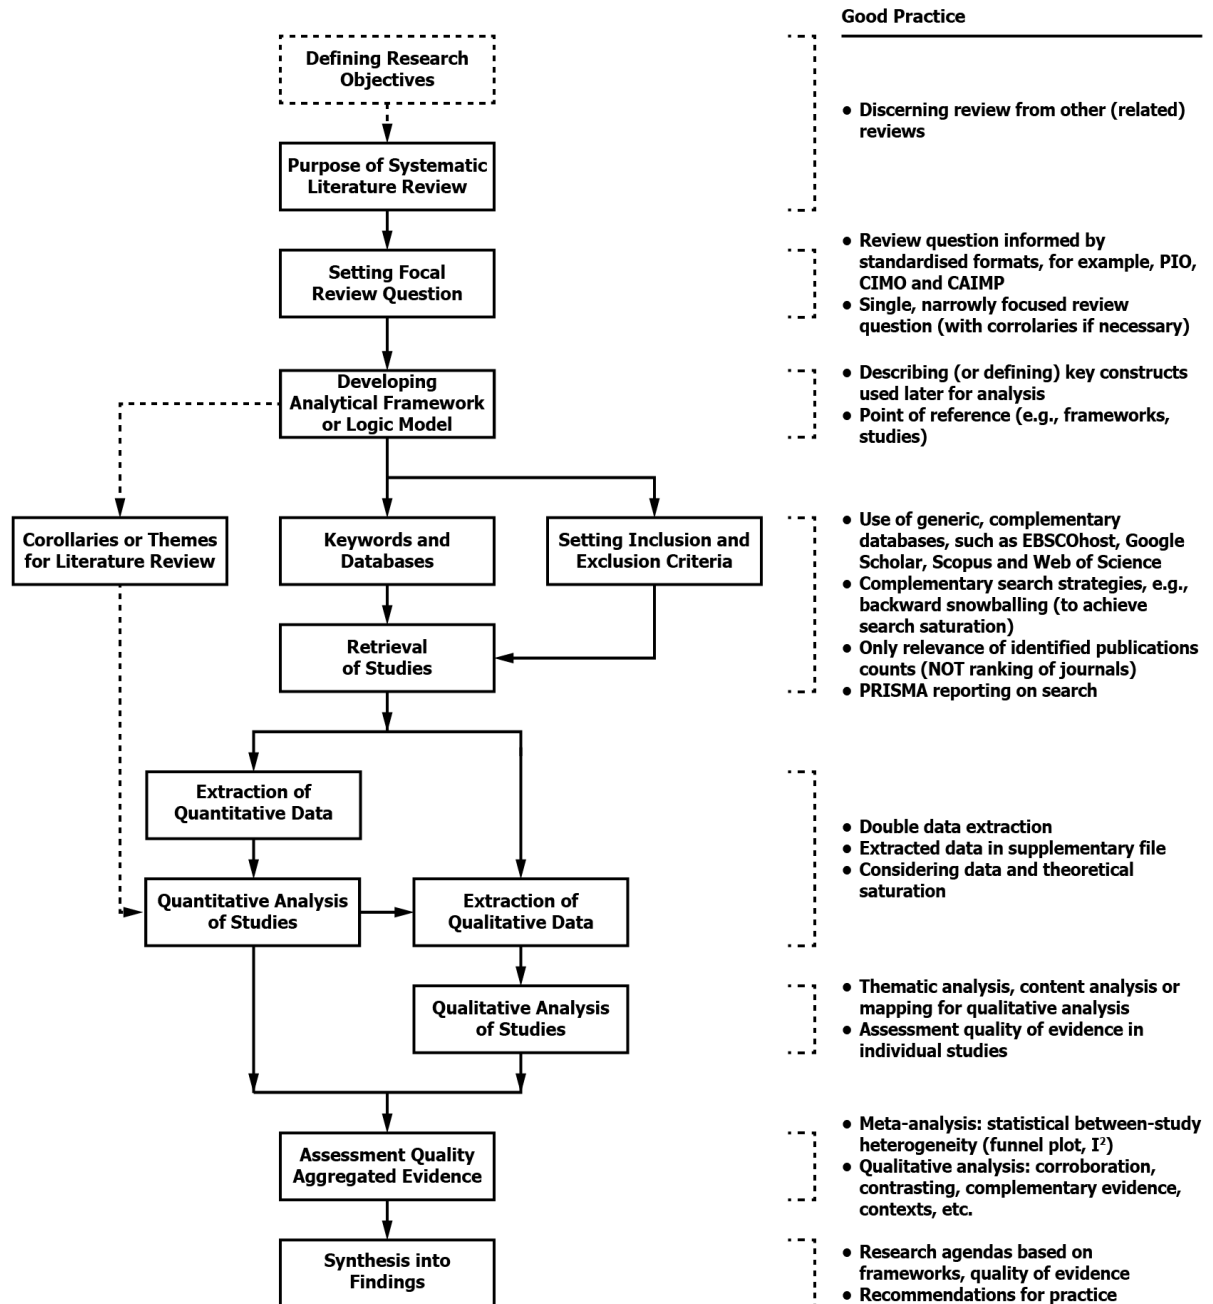 Good Practice
Defining Research
Objectives
● Discerning review from other (related)
reviews
Purpose of Systematic
Literature Review
● Review question informed by
standardised formats, for example, PIO,
CIMO and CAIMP
● Single, narrowly focused review
question (with corrolaries if necessary)
Setting Focal
Review Question
Developing
Analytical Framework
or Logic Model
● Describing (or defining) key constructs
used later for analysis
● Point of reference (e.g., frameworks,
studies)
Corollaries or Themes
for Literature Review
Keywords and
Databases
Setting Inclusion and
Exclusion Criteria
● Use of generic, complementary
databases, such as EBSCOhost, Google
Scholar, Scopus and Web of Science
● Complementary search strategies, e.g.,
backward snowballing (to achieve
search saturation)
● Only relevance of identified publications
counts (NOT ranking of journals)
● PRISMA reporting on search
Retrieval
of Studies
Extraction of
Quantitative Data
● Double data extraction
● Extracted data in supplementary file
● Considering data and theoretical
saturation
Quantitative Analysis
of Studies
Extraction of
Qualitative Data
Qualitative Analysis
of Studies
● Thematic analysis, content analysis or
mapping for qualitative analysis
● Assessment quality of evidence in
individual studies
Assessment Quality
Aggregated Evidence
● Meta-analysis: statistical between-study
heterogeneity (funnel plot, I²)
● Qualitative analysis: corroboration,
contrasting, complementary evidence,
contexts, etc.
Synthesis into
Findings
● Research agendas based on
frameworks, quality of evidence
● Recommendations for practice